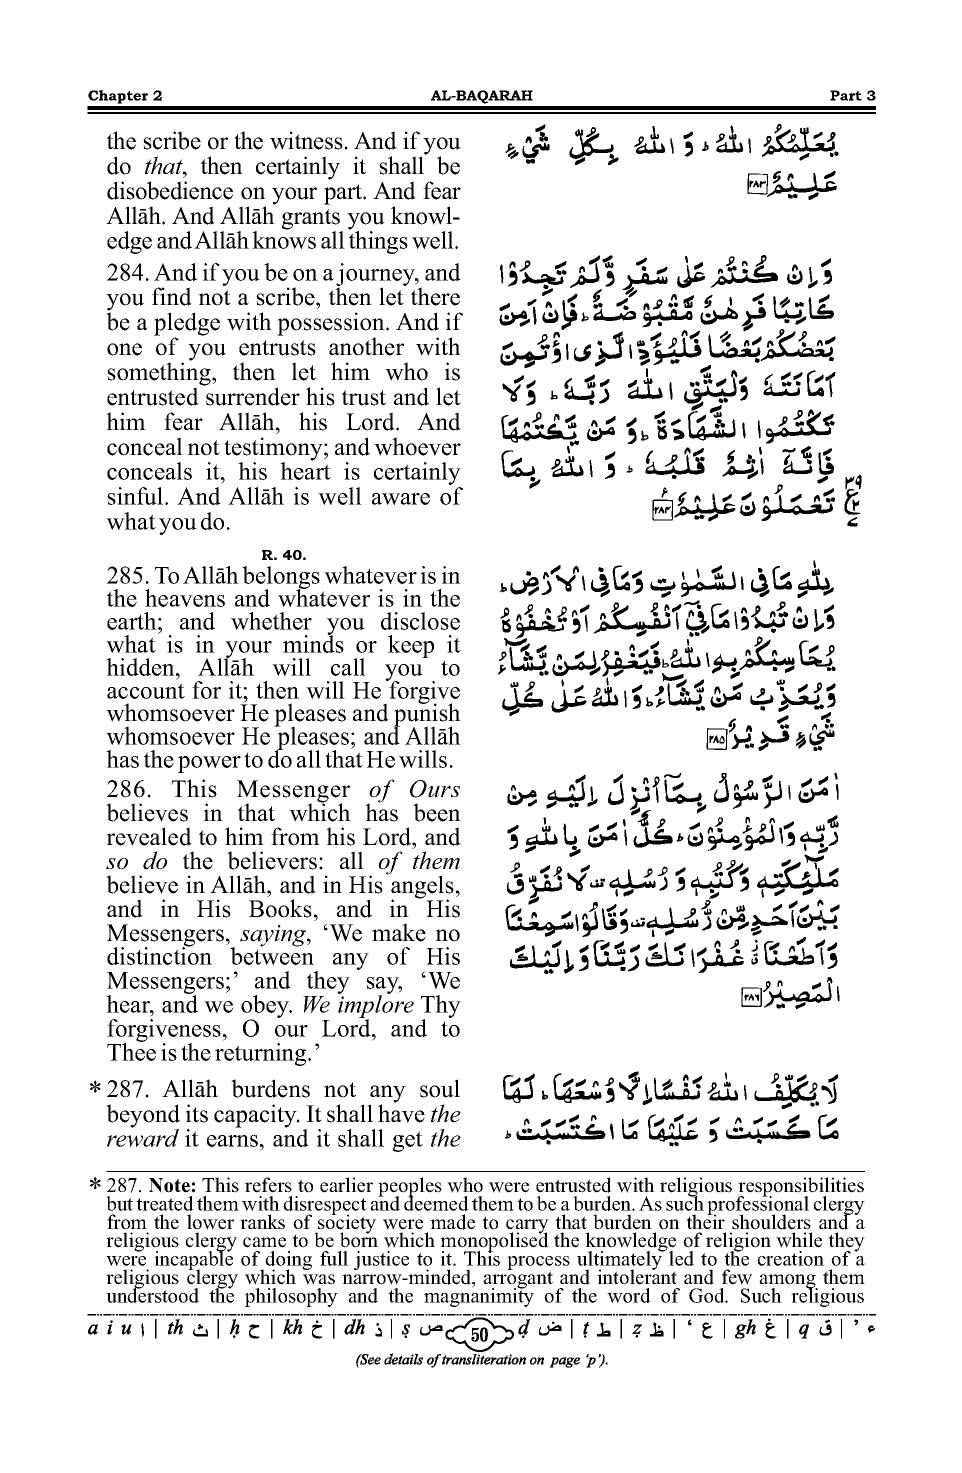 Chapter 2 AL-BAQARAH Part 3
the scribe or the witness. And if you
do that, then certainly it shall be
disobedience on your part. And fear
Allāh. And Allāh grants you knowl-
edge and Allāh knows all things well.
284. And if you be on a journey, and
you find not a scribe, then let there
be a pledge with possession. And if
one of you entrusts another with
something, then let him who is
entrusted surrender his trust and let
him fear Allāh, his Lord. And
conceal not testimony; and whoever
conceals it, his heart is certainly
sinful. And Allāh is well aware of
what you do.
R. 40.
285. To Allāh belongs whatever is in
the heavens and whatever is in the
earth; and whether you disclose
what is in your minds or keep it
hidden, Allāh will call you to
account for it; then will He forgive
whomsoever He pleases and punish
whomsoever He pleases; and Allāh
has the power to do all that He wills.
286. This Messenger of Ours
believes in that which has been
revealed to him from his Lord, and
so do the believers: all of them
believe in Allāh, and in His angels,
and in His Books, and in His
Messengers, saying, ‘We make no
distinction between any of His
Messengers;’ and they say, ‘We
hear, and we obey. We implore Thy
forgiveness, O our Lord, and to
Thee is the returning.’
* 287. Allāh burdens not any soul
beyond its capacity. It shall have the
reward it earns, and it shall get the
يُعَلِّمُكُمُ اللّٰهُ ؕ وَ اللّٰهُ بِكُلِّ شَيْءٍ
عَلِيْمٌ ۲۸۳
وَاِنْ كُنْتُمْ عَلٰى سَفَرٍ وَّلَمْ تَجِدُوْا
كَاتِبًا فَرِهٰنٌ مَّقْبُوْضَةٌ ؕ فَاِنْ اَمِنَ
بَعْضُكُمْ بَعْضًا فَلْيُؤَدِّ الَّذِى اؤْتُمِنَ
اَمَانَتَهٗ وَلْيَتَّقِ اللّٰهَ رَبَّهٗ ؕ وَلَا
تَكْتُمُوا الشَّهَادَةَ ؕ وَ مَنْ يَّكْتُمْهَا
فَاِنَّهٗٓ اٰثِمٌ قَلْبُهٗ ؕ وَ اللّٰهُ بِمَا
تَعْمَلُوْنَ عَلِيْمٌ ۲۸۴
لِلّٰهِ مَا فِى السَّمٰوٰتِ وَمَا فِى الْاَرْضِ ؕ
وَاِنْ تُبْدُوْا مَا فِيْٓ اَنْفُسِكُمْ اَوْ تُخْفُوْهُ
يُحَاسِبْكُمْ بِهِ اللّٰهُ ؕ فَيَغْفِرُ لِمَنْ يَّشَآءُ
وَيُعَذِّبُ مَنْ يَّشَآءُ ؕ وَاللّٰهُ عَلٰى كُلِّ
شَيْءٍ قَدِيْرٌ ۲۸۵
اٰمَنَ الرَّسُوْلُ بِمَآ اُنْزِلَ اِلَيْهِ مِنْ
رَّبِّهٖ وَالْمُؤْمِنُوْنَ ؕ كُلٌّ اٰمَنَ بِاللّٰهِ وَ
مَلٰٓئِكَتِهٖ وَكُتُبِهٖ وَ رُسُلِهٖ ۟ لَا نُفَرِّقُ
بَيْنَ اَحَدٍ مِّنْ رُّسُلِهٖ ۟ وَقَالُوْا سَمِعْنَا
وَاَطَعْنَا ٭۫ غُفْرَانَكَ رَبَّنَا وَاِلَيْكَ
الْمَصِيْرُ ۲۸۶
لَا يُكَلِّفُ اللّٰهُ نَفْسًا اِلَّا وُسْعَهَا ؕ لَهَا
مَا كَسَبَتْ وَ عَلَيْهَا مَا اكْتَسَبَتْ ؕ
* 287. Note: This refers to earlier peoples who were entrusted with religious responsibilities
but treated them with disrespect and deemed them to be a burden. As such professional clergy
from the lower ranks of society were made to carry that burden on their shoulders and a
religious clergy came to be born which monopolised the knowledge of religion while they
were incapable of doing full justice to it. This process ultimately led to the creation of a
religious clergy which was narrow-minded, arrogant and intolerant and few among them
understood the philosophy and the magnanimity of the word of God. Such religious
a i u ا | th ث | ḥ ح | kh خ | dh ذ | ṣ ص 50 ḍ ض | ṭ ط | ẓ ظ | ‘ ع | gh غ | q ق | ’ ء
(See details of transliteration on page ‘p’).